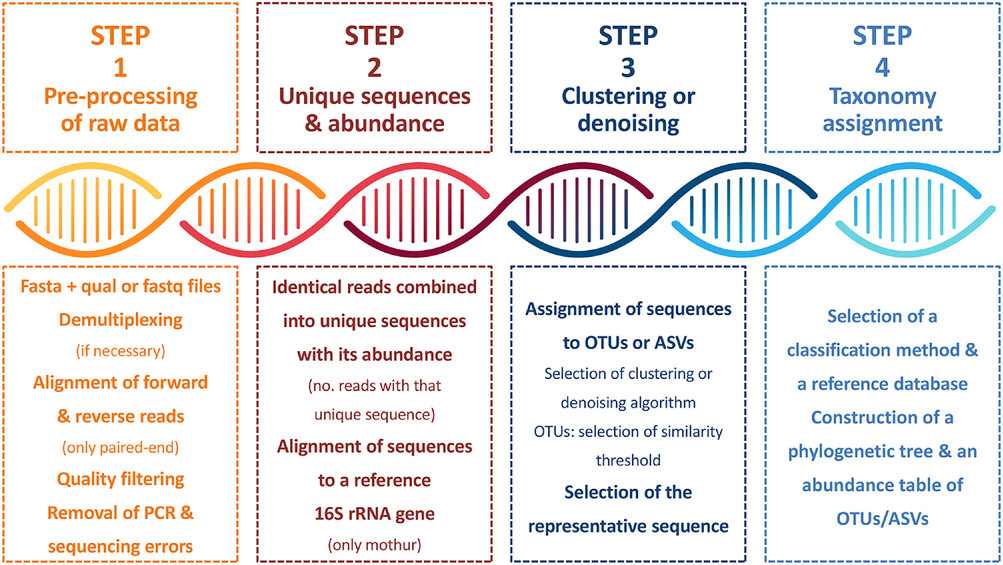 STEP
1
Pre-processing
of raw data
STEP
2
Unique sequences
& abundance
STEP
3
Clustering or
denoising
STEP
4
Taxonomy
assignment
Fasta + qual or fastq files
Demultiplexing
(if necessary)
Alignment of forward
& reverse reads
(only paired-end)
Quality filtering
Removal of PCR &
sequencing errors
Identical reads combined
into unique sequences
with its abundance
(no. reads with that
unique sequence)
Alignment of sequences
to a reference
16S rRNA gene
(only mothur)
Assignment of sequences
to OTUs or ASVs
Selection of clustering or
denoising algorithm
OTUs: selection of similarity
threshold
Selection of the
representative sequence
Selection of a
classification method &
a reference database
Construction of a
phylogenetic tree & an
abundance table of
OTUs/ASVs